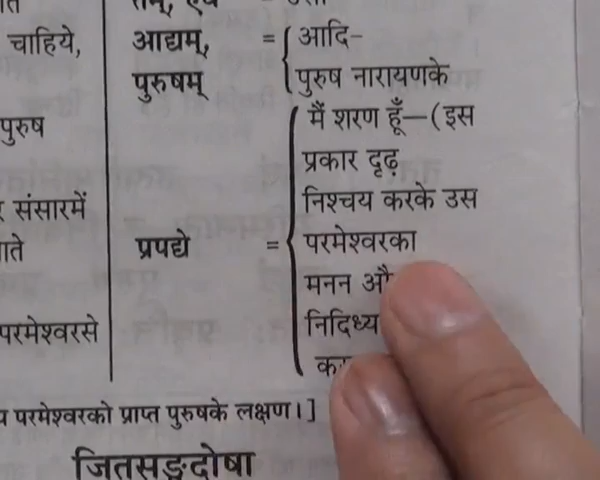 चाहिये,
पुरुष
संसारमें
परमेश्वरसे
आद्यम्, = आदि-
पुरुषम् पुरुष नारायणके
मैं शरण हूँ—(इस
प्रकार दृढ़
निश्चय करके उस
प्रपद्ये = परमेश्वरका
मनन
परमेश्वरको प्राप्त पुरुषके लक्षण।]
जितसङ्गदोषा